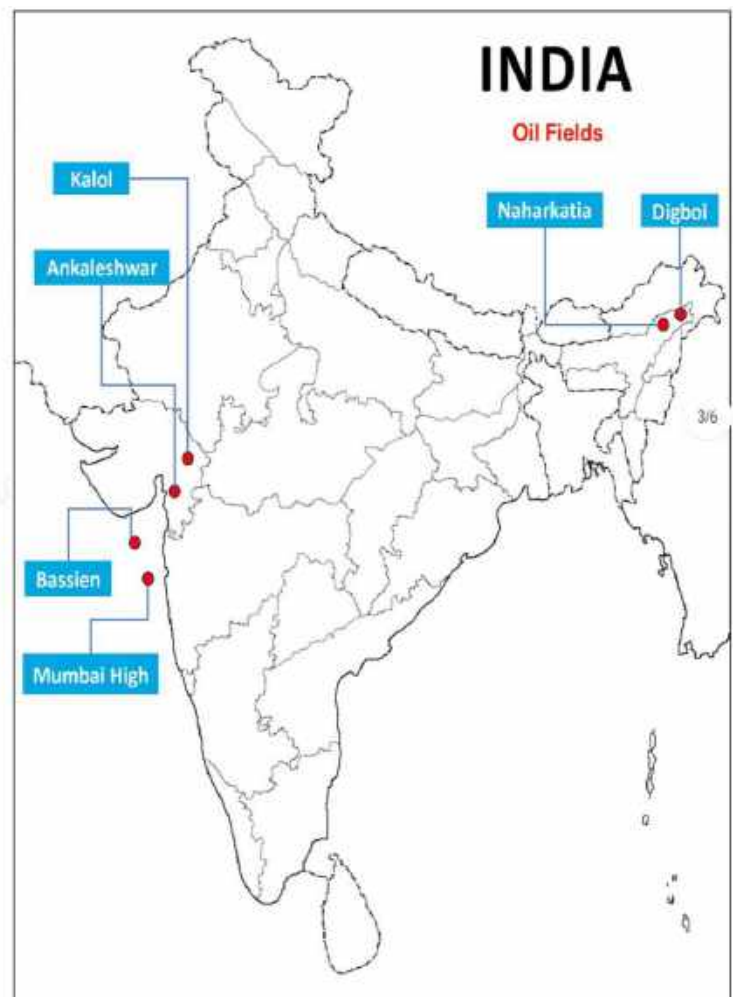 INDIA
Oil Fields
Kalol
Naharkatia
Digboi
Ankaleshwar
3/6
Bassien
Mumbai High